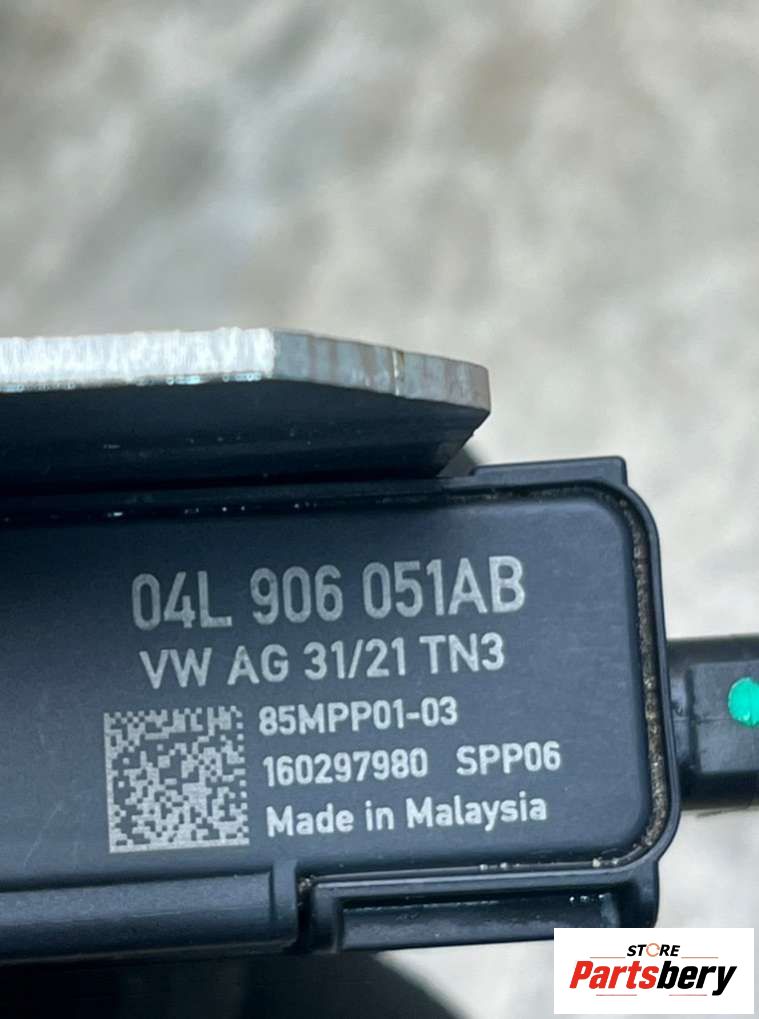 04L 906 051AB
VW AG 31/21 TN3
85MPP01-03
160297980 SPP06
Made in Malaysia
STORE
Partsbery